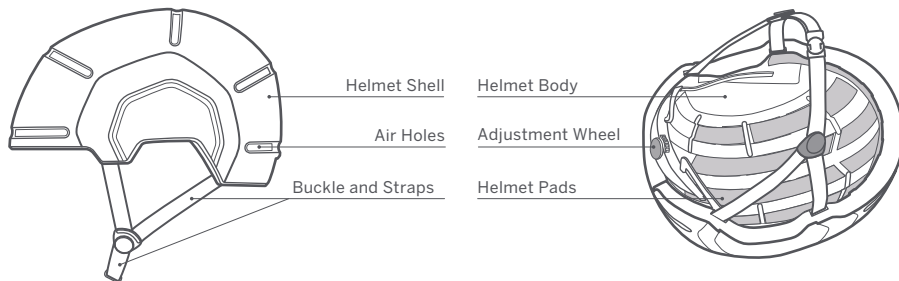 Helmet Shell
Air Holes
Buckle and Straps
Helmet Body
Adjustment Wheel
Helmet Pads